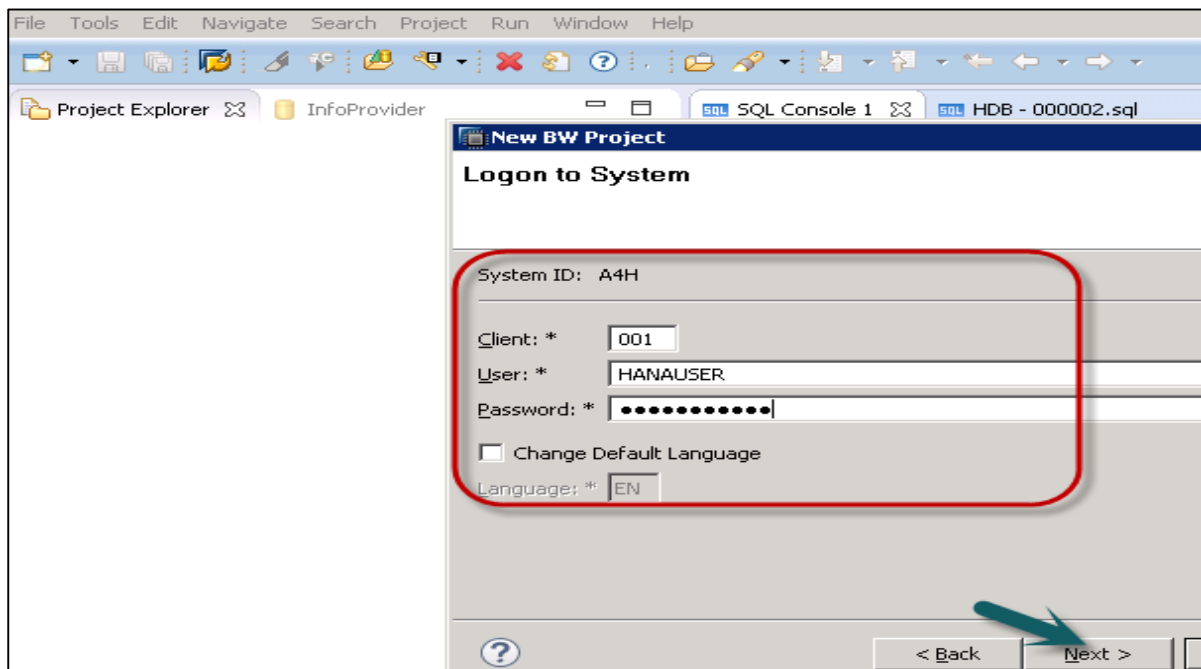 File Tools Edit Navigate Search Project Run Window Help
Project Explorer InfoProvider SQL SQL Console 1 SQL HDB - 000002.sql
New BW Project
Logon to System
System ID: A4H
Client: * 001
User: * HANAUSER
Password: * ●●●●●●●●●●●
Change Default Language
Language: * EN
? < Back Next >